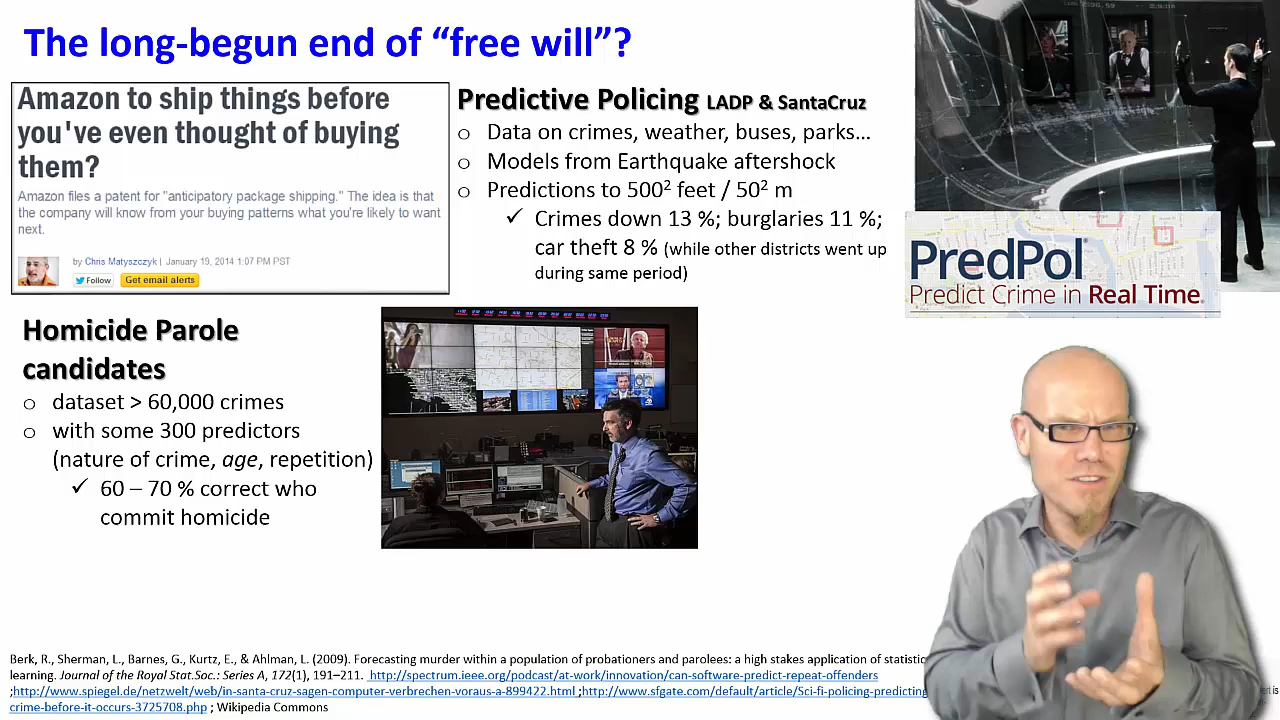 The long-begun end of “free will”?
Amazon to ship things before
you've even thought of buying
them?
Amazon files a patent for "anticipatory package shipping." The idea is that
the company will know from your buying patterns what you're likely to want
next.
by Chris Matyszczyk | January 19, 2014 1:07 PM PST
Follow
Get email alerts
Predictive Policing LADP & SantaCruz
o Data on crimes, weather, buses, parks…
o Models from Earthquake aftershock
o Predictions to 500² feet / 50² m
✓ Crimes down 13 %; burglaries 11 %;
car theft 8 % (while other districts went up
during same period)
PredPol
Predict Crime in Real Time.
Homicide Parole
candidates
o dataset > 60,000 crimes
o with some 300 predictors
(nature of crime, age, repetition)
✓ 60 – 70 % correct who
commit homicide
Berk, R., Sherman, L., Barnes, G., Kurtz, E., & Ahlman, L. (2009). Forecasting murder within a population of probationers and parolees: a high stakes application of statistic
learning. Journal of the Royal Stat.Soc.: Series A, 172(1), 191–211. http://spectrum.ieee.org/podcast/at-work/innovation/can-software-predict-repeat-offenders
;http://www.spiegel.de/netzwelt/web/in-santa-cruz-sagen-computer-verbrechen-voraus-a-899422.html ;http://www.sfgate.com/default/article/Sci-fi-policing-predicting
crime-before-it-occurs-3725708.php ; Wikipedia Commons